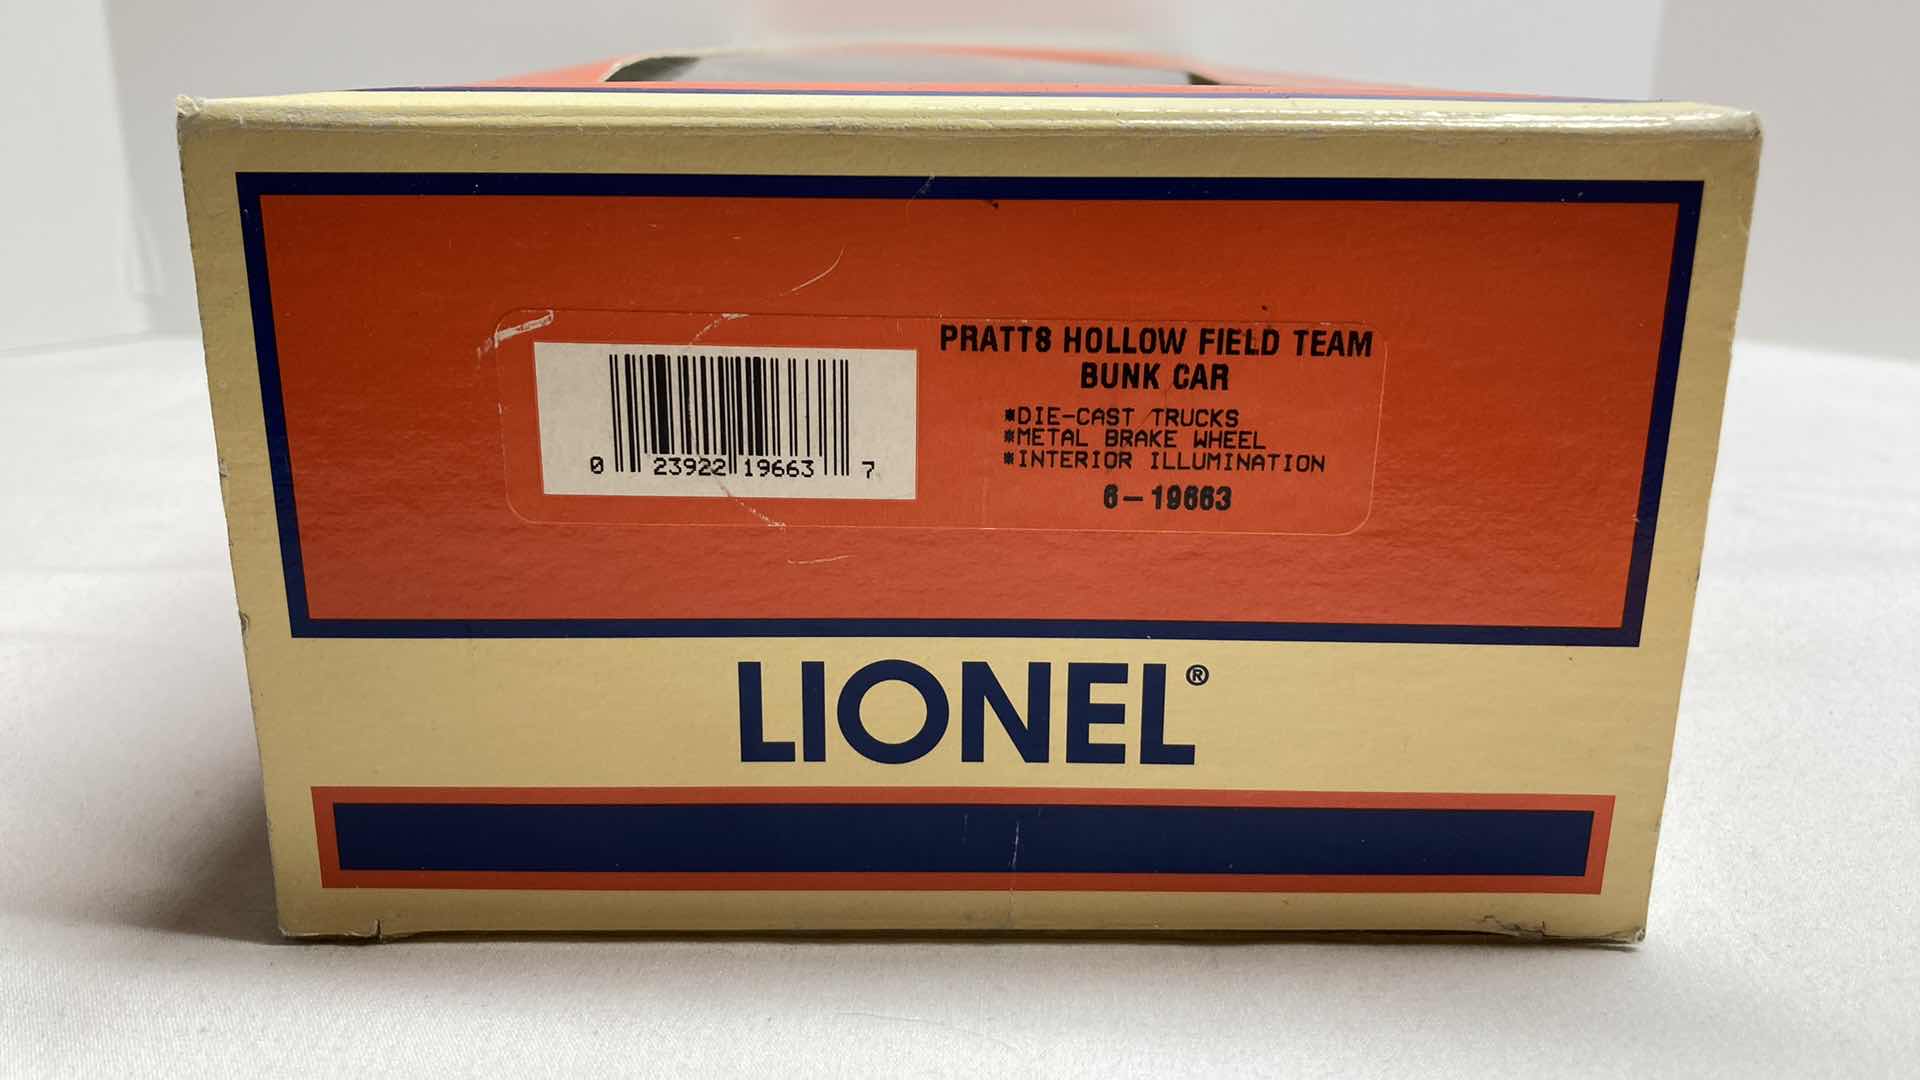 PRATTS HOLLOW FIELD TEAM
BUNK CAR
*DIE-CAST TRUCKS
*METAL BRAKE WHEEL
*INTERIOR ILLUMINATION
6-19663
0 23922 19663 7
LIONEL®